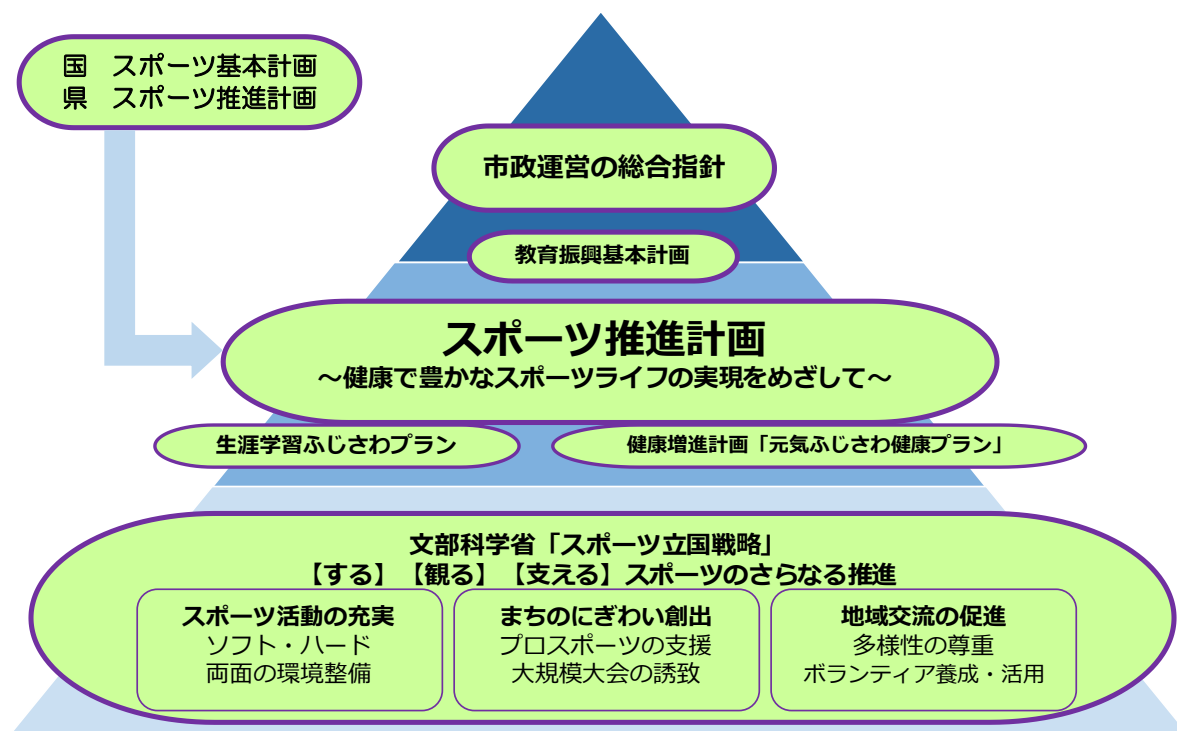 国　スポーツ基本計画
県　スポーツ推進計画
市政運営の総合指針
教育振興基本計画
スポーツ推進計画
～健康で豊かなスポーツライフの実現をめざして～
生涯学習ふじさわプラン
健康増進計画「元気ふじさわ健康プラン」
文部科学省「スポーツ立国戦略」
【する】【観る】【支える】スポーツのさらなる推進
スポーツ活動の充実
ソフト・ハード
両面の環境整備
まちのにぎわい創出
プロスポーツの支援
大規模大会の誘致
地域交流の促進
多様性の尊重
ボランティア養成・活用